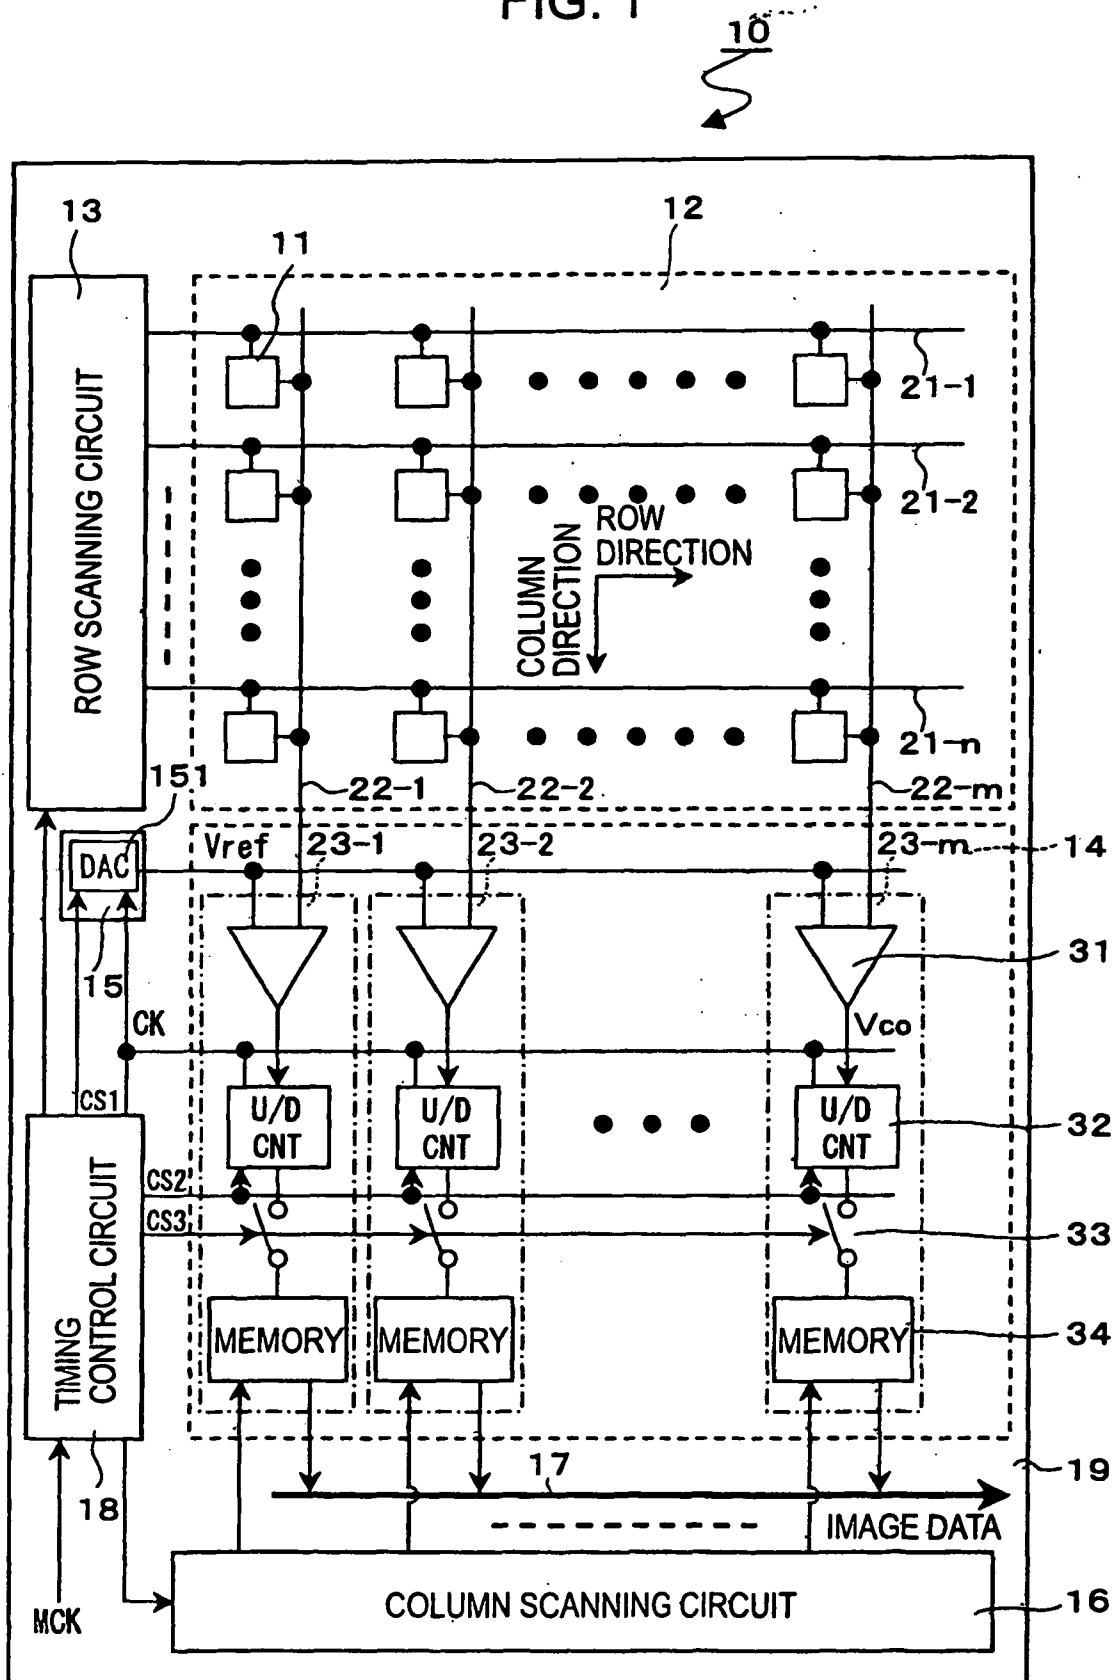 FIG. 1
10
13
11
12
ROW SCANNING CIRCUIT
21-1
21-2
ROW
DIRECTION
COLUMN
DIRECTION
21-n
151
22-1
22-2
22-m
DAC
Vref
23-1
23-2
23-m
14
15
31
CK
Vco
CS1
U/D
CNT
U/D
CNT
U/D
CNT
32
CS2
CS3
33
TIMING
CONTROL CIRCUIT
MEMORY
MEMORY
MEMORY
34
18
17
19
IMAGE DATA
MCK
COLUMN SCANNING CIRCUIT
16